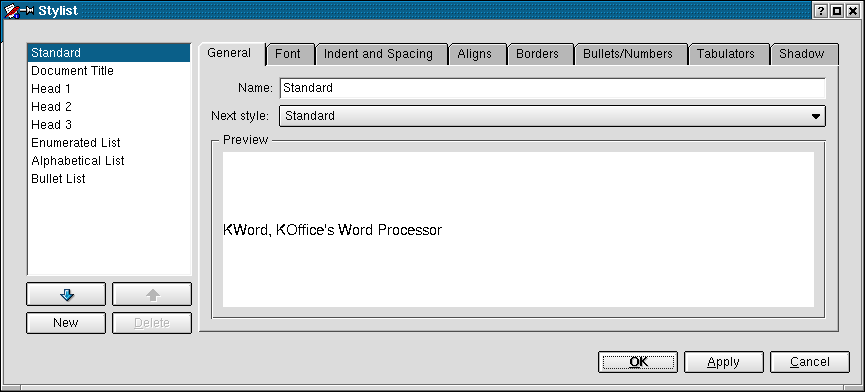 Stylist
Standard
Document Title
Head 1
Head 2
Head 3
Enumerated List
Alphabetical List
Bullet List
New
Delete
General Font Indent and Spacing Aligns Borders Bullets/Numbers Tabulators Shadow
Name: Standard
Next style: Standard
Preview
KWord, KOffice's Word Processor
OK Apply Cancel